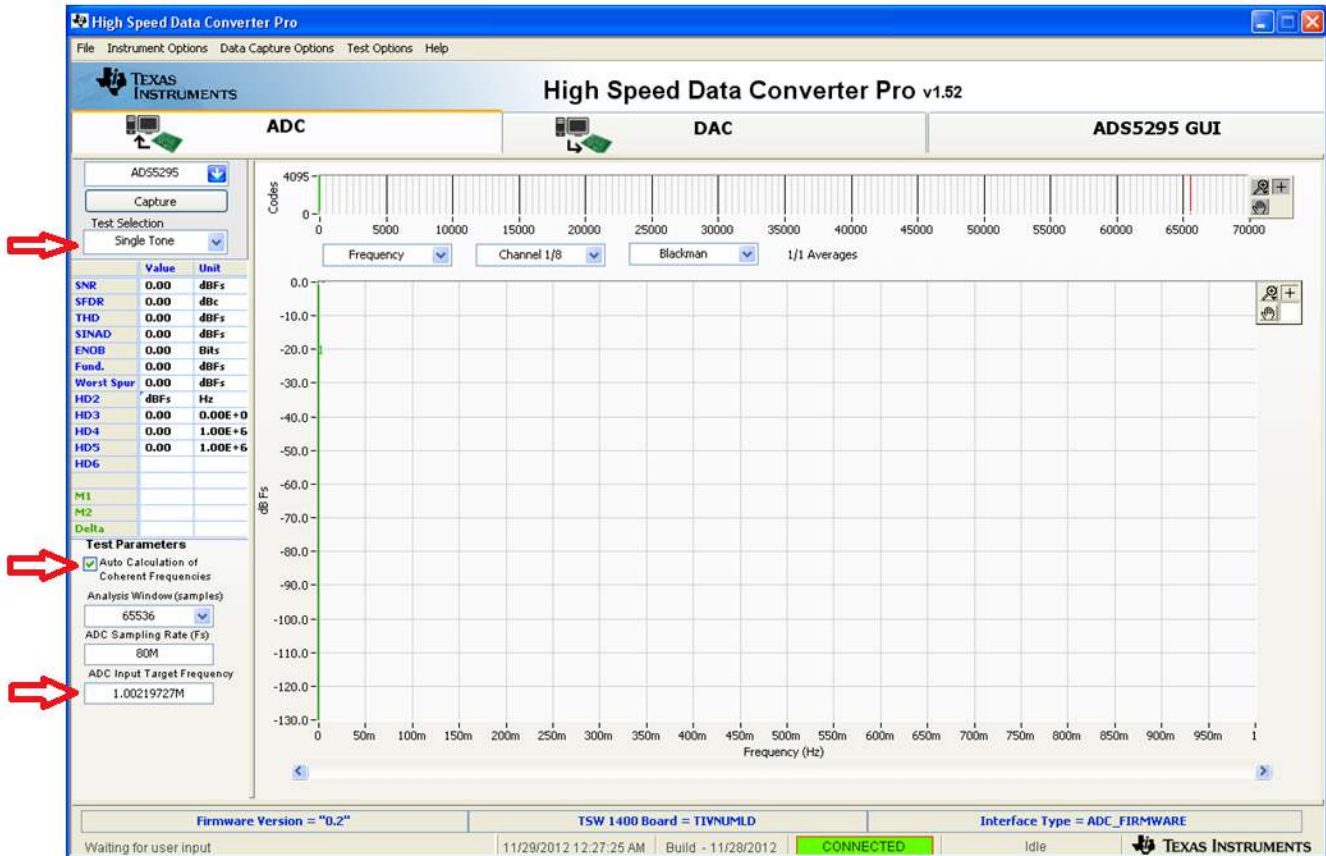 High Speed Data Converter Pro
File Instrument Options Data Capture Options Test Options Help
TEXAS INSTRUMENTS
High Speed Data Converter Pro v1.52
ADC
DAC
ADS5295 GUI
ADS5295
Capture
Test Selection
Single Tone
Value Unit
SNR 0.00 dBFs
SFDR 0.00 dBc
THD 0.00 dBFs
SINAD 0.00 dBFs
ENOB 0.00 Bits
Fund. 0.00 dBFs
Worst Spur 0.00 dBFs
HD2 dBFs Hz
HD3 0.00 0.00E+0
HD4 0.00 1.00E+6
HD5 0.00 1.00E+6
HD6
M1
M2
Delta
Test Parameters
Auto Calculation of
Coherent Frequencies
Analysis Window (samples)
65536
ADC Sampling Rate (Fs)
80M
ADC Input Target Frequency
1.00219727M
Codes
4095
0
0 5000 10000 15000 20000 25000 30000 35000 40000 45000 50000 55000 60000 65000 70000
Frequency Channel 1/8 Blackman 1/1 Averages
dB Fs
0.0
-10.0
-20.0
1
-30.0
-40.0
-50.0
-60.0
-70.0
-80.0
-90.0
-100.0
-110.0
-120.0
-130.0
0 50m 100m 150m 200m 250m 300m 350m 400m 450m 500m 550m 600m 650m 700m 750m 800m 850m 900m 950m 1
Frequency (Hz)
Firmware Version = "0.2" TSW 1400 Board = TIVNUMLD Interface Type = ADC_FIRMWARE
Waiting for user input 11/29/2012 12:27:25 AM Build - 11/28/2012 CONNECTED Idle TEXAS INSTRUMENTS